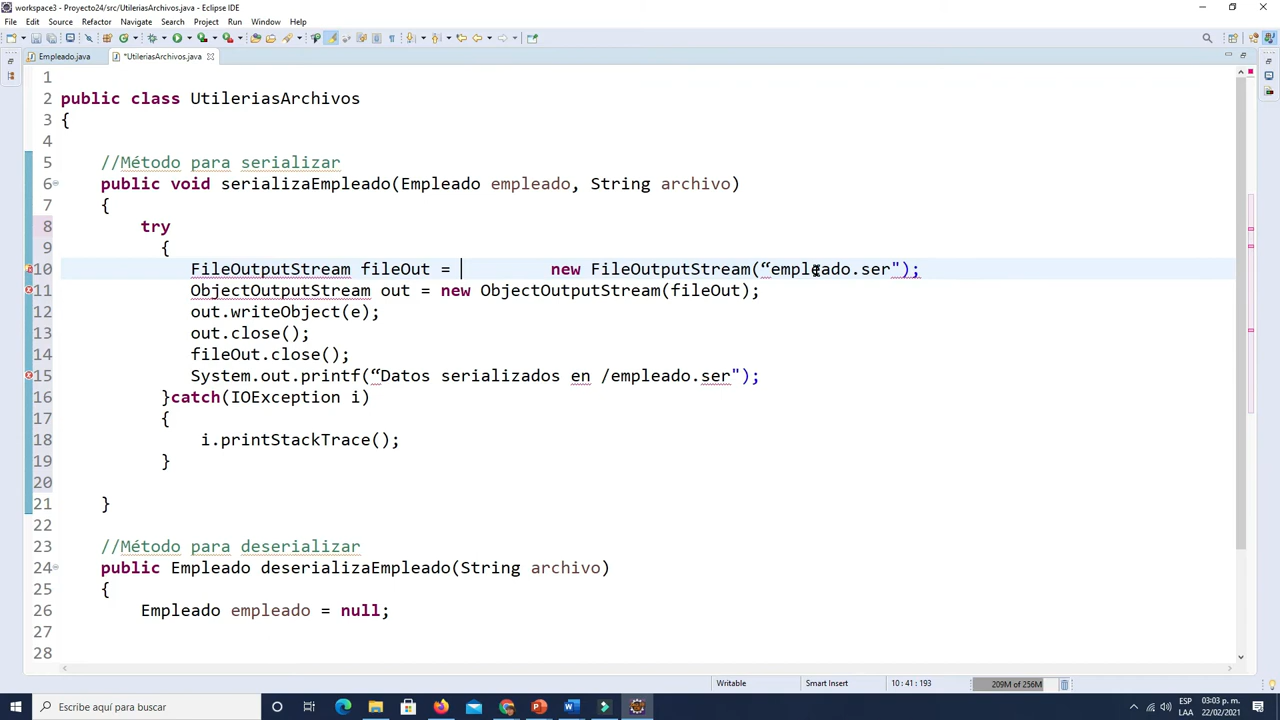 workspace3 - Proyecto24/src/UtileriasArchivos.java - Eclipse IDE
File Edit Source Refactor Navigate Search Project Run Window Help
Empleado.java *UtileriasArchivos.java
1
2 public class UtileriasArchivos
3 {
4
5 //Método para serializar
6 public void serializaEmpleado(Empleado empleado, String archivo)
7 {
8 try
9 {
10 FileOutputStream fileOut = new FileOutputStream(“empleado.ser");
11 ObjectOutputStream out = new ObjectOutputStream(fileOut);
12 out.writeObject(e);
13 out.close();
14 fileOut.close();
15 System.out.printf(“Datos serializados en /empleado.ser");
16 }catch(IOException i)
17 {
18 i.printStackTrace();
19 }
20
21 }
22
23 //Método para deserializar
24 public Empleado deserializaEmpleado(String archivo)
25 {
26 Empleado empleado = null;
27
28
Writable Smart Insert 10 : 41 : 193 209M of 256M
Escribe aquí para buscar ESP 03:03 p. m.
LAA 22/02/2021